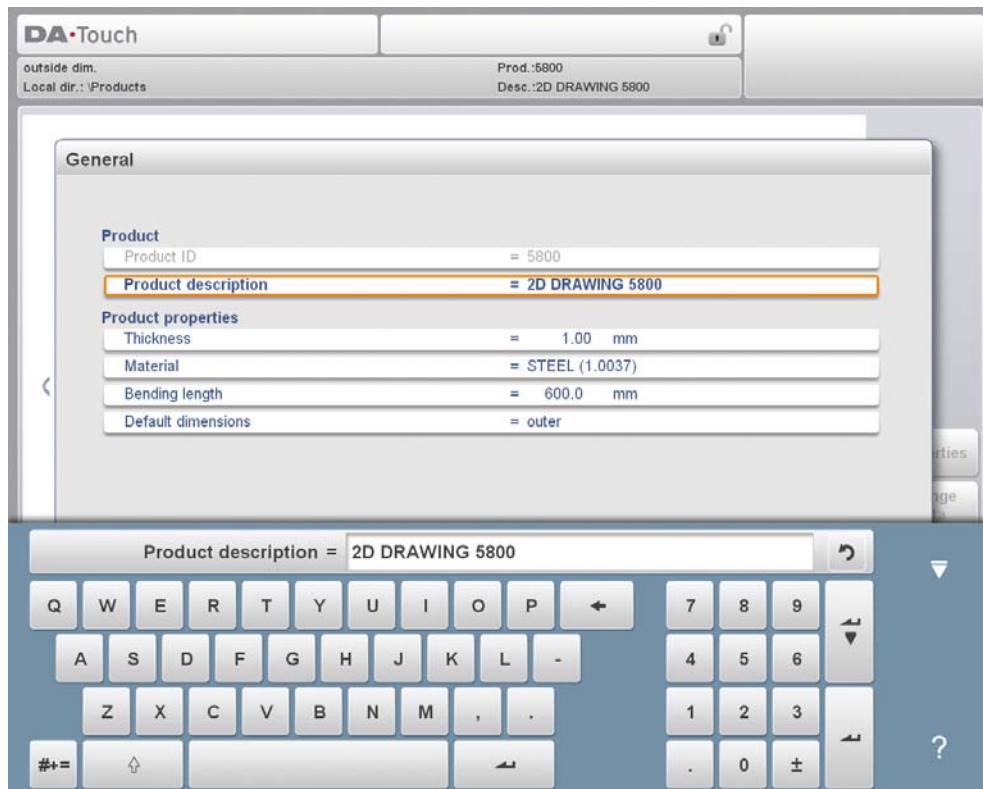 DA•Touch
outside dim.
Prod.:5800
Local dir.: \Products
Desc.:2D DRAWING 5800
General
Product
Product ID = 5800
Product description = 2D DRAWING 5800
Product properties
Thickness = 1.00 mm
Material = STEEL (1.0037)
Bending length = 600.0 mm
Default dimensions = outer
Product description = 2D DRAWING 5800
Q W E R T Y U I O P 7 8 9
A S D F G H J K L - 4 5 6
Z X C V B N M , . 1 2 3
#+= . 0 ±
?